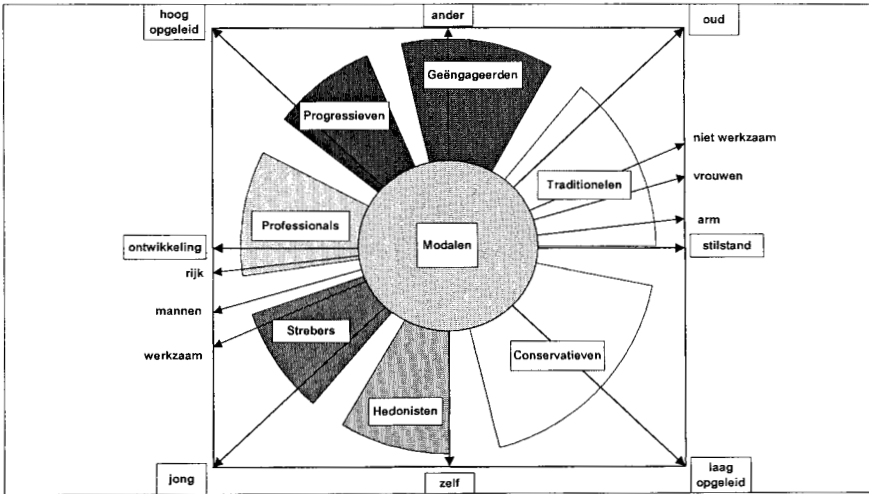 hoog
opgeleid
ander
oud
Geëngageerden
Progressieven
niet werkzaam
Traditionelen
vrouwen
Professionals
arm
ontwikkeling
Modalen
stilstand
rijk
mannen
Strebers
werkzaam
Conservatieven
Hedonisten
jong
zelf
laag
opgeleid